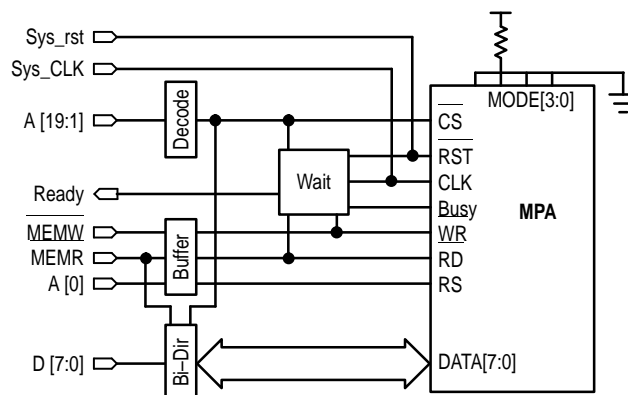 Sys_rst
Sys_CLK
MODE[3:0]
A [19:1]
Decode
CS
RST
Wait
CLK
Ready
Busy
MPA
MEMW
WR
MEMR
Buffer
RD
A [0]
RS
D [7:0]
Bi–Dir
DATA[7:0]